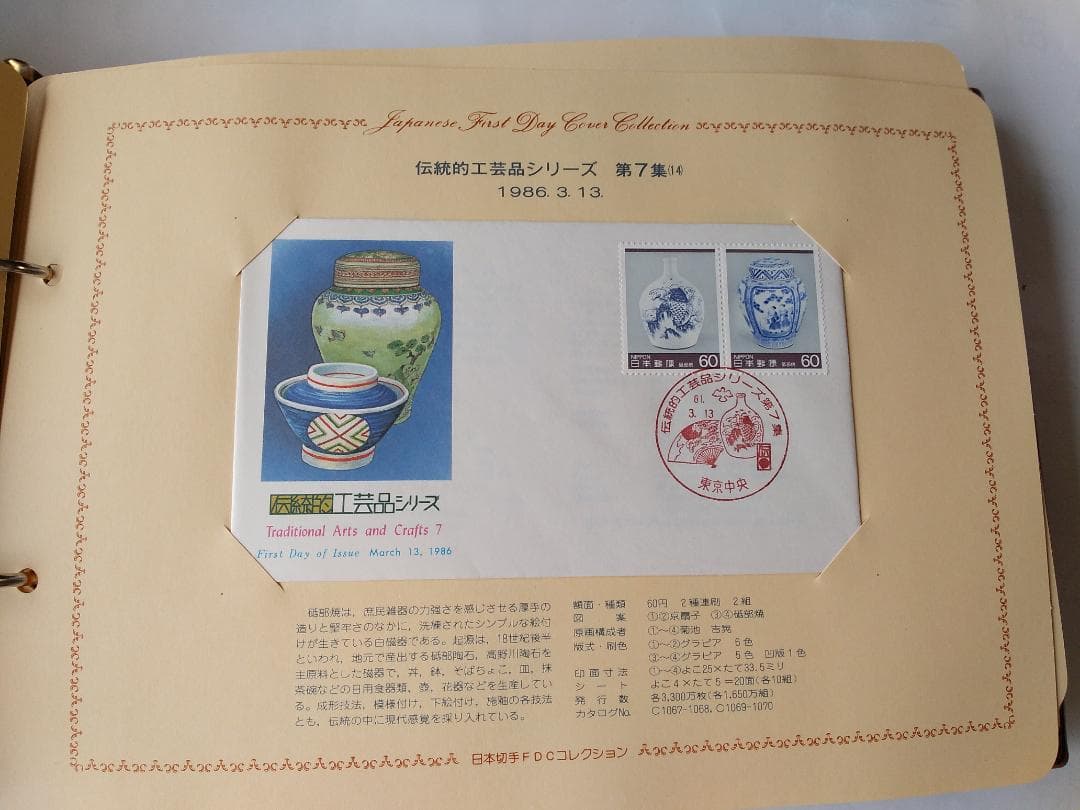 Japanese First Day Cover Collection
伝統的工芸品シリーズ 第7集(14)
1986. 3. 13.
NIPPON
日本郵便 砥部焼 60
NIPPON
日本郵便 砥部焼 60
伝統的工芸品シリーズ第7集
61.
3. 13
東京中央
伝統的工芸品シリーズ
Traditional Arts and Crafts 7
First Day of Issue March 13, 1986
砥部焼は，庶民雑器の力強さを感じさせる厚手の
造りと堅牢さのなかに，洗練されたシンプルな絵付
けが生きている白磁器である。起源は，18世紀後半
といわれ，地元で産出する砥部陶石，高野川陶石を
主原料とした磁器で，丼，鉢，そばちょこ，皿，抹
茶碗などの日用食器類，壺，花器などを生産してい
る。成形技法，模様付け，下絵付け，施釉の各技法
とも，伝統の中に現代感覚を採り入れている。
額面・種類 60円 2種連刷 2組
図案 ①②京扇子 ③④砥部焼
原画構成者 ①〜④菊池 吉晃
版式・刷色 ①〜②グラビア 6色
③〜④グラビア 5色 凹版1色
印面寸法 ①〜④よこ25×たて33.5ミリ
シート よこ4×たて5＝20面(各10組)
発行数 各3,300万枚(各1,650万組)
カタログNo. C1067-1068，C1069-1070
日本切手FDCコレクション